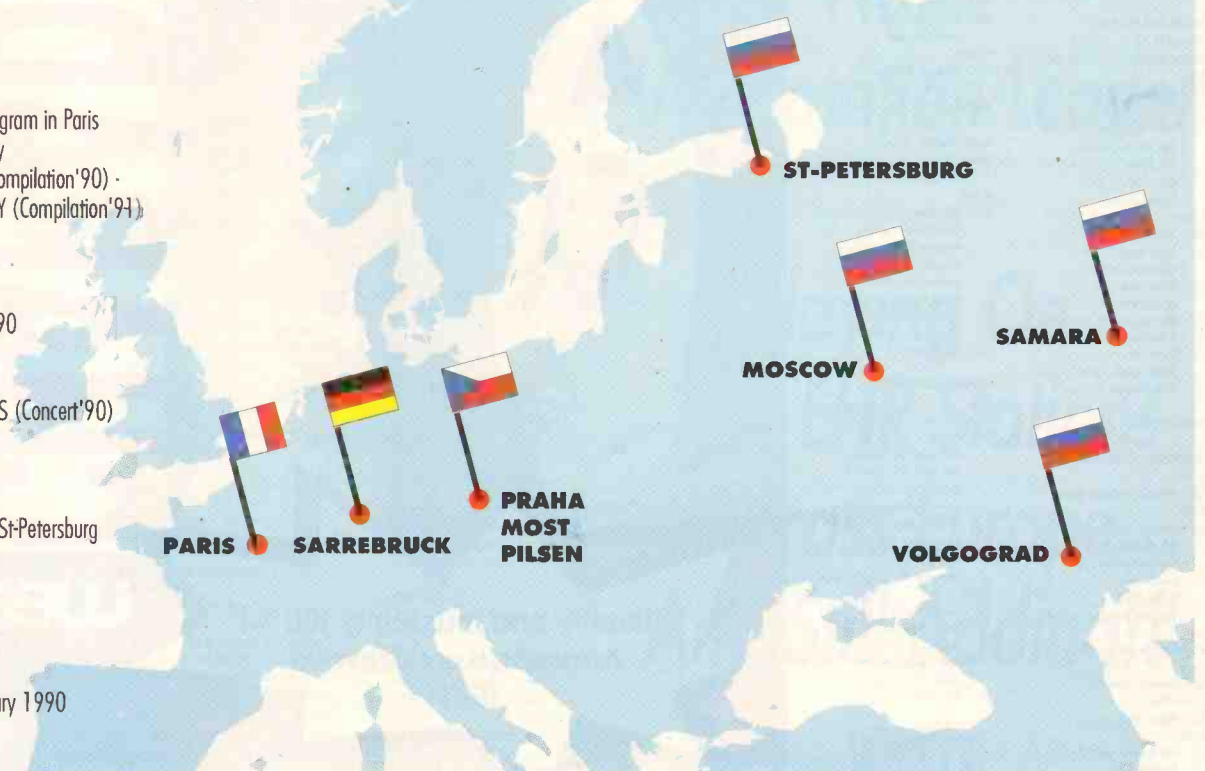 gram in Paris
y
ompilation'90) -
Y (Compilation'91)
90
S (Concert'90)
St-Petersburg
ary 1990
ST-PETERSBURG
SAMARA
MOSCOW
PRAHA
MOST
PILSEN
PARIS
SARREBRUCK
VOLGOGRAD